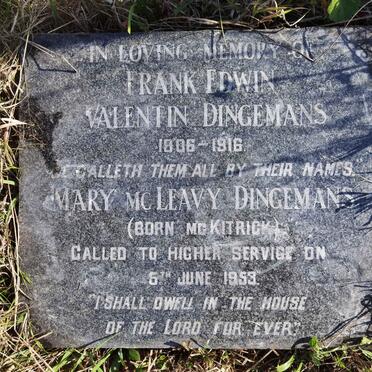 IN LOVING MEMORY OF
FRANK EDWIN
VALENTIN DINGEMANS
1886-1916
HE CALLETH THEM ALL BY THEIR NAMES.
MARY MCLEAVY DINGEMANS
(BORN MCKITRICK)
CALLED TO HIGHER SERVICE ON
6TH JUNE 1953.
"I SHALL DWELL IN THE HOUSE
OF THE LORD FOR EVER".